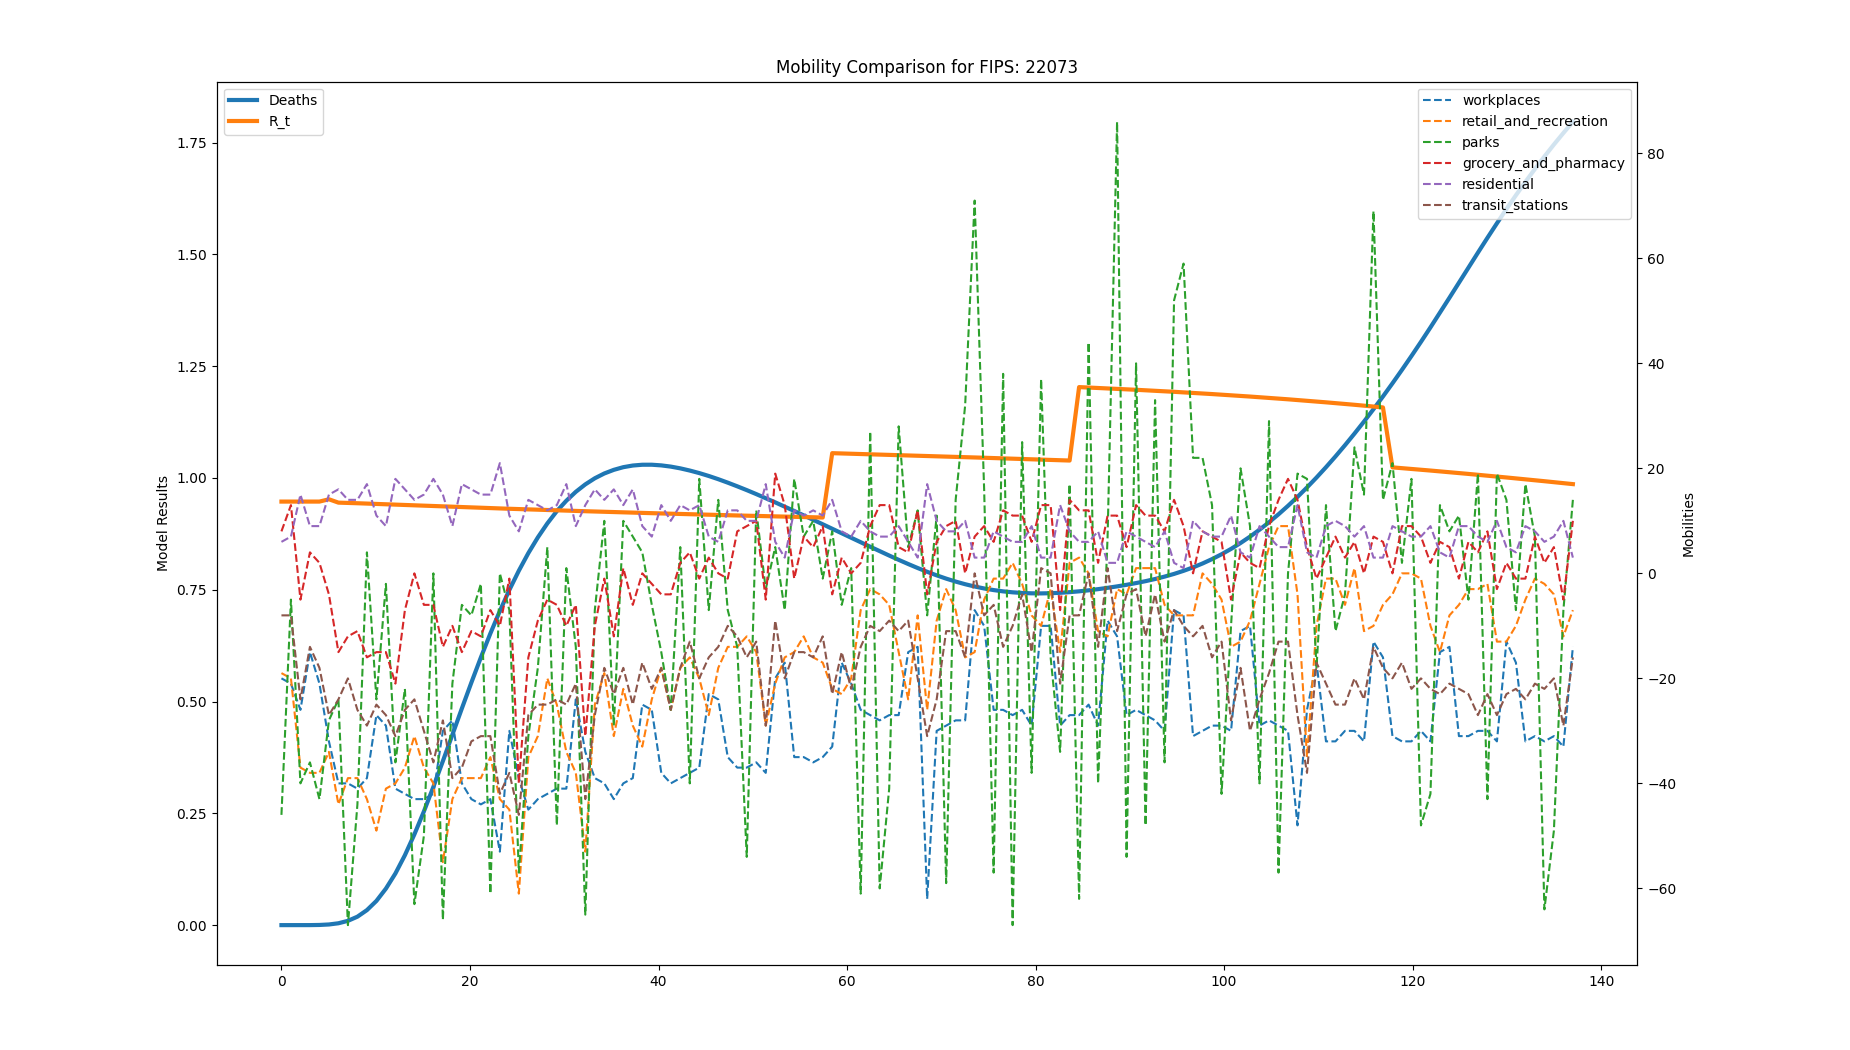 Mobility Comparison for FIPS: 22073
Deaths
R_t
workplaces
retail_and_recreation
parks
grocery_and_pharmacy
residential
transit_stations
Model Results
1.75
1.50
1.25
1.00
0.75
0.50
0.25
0.00
Mobilities
80
60
40
20
0
−20
−40
−60
0
20
40
60
80
100
120
140